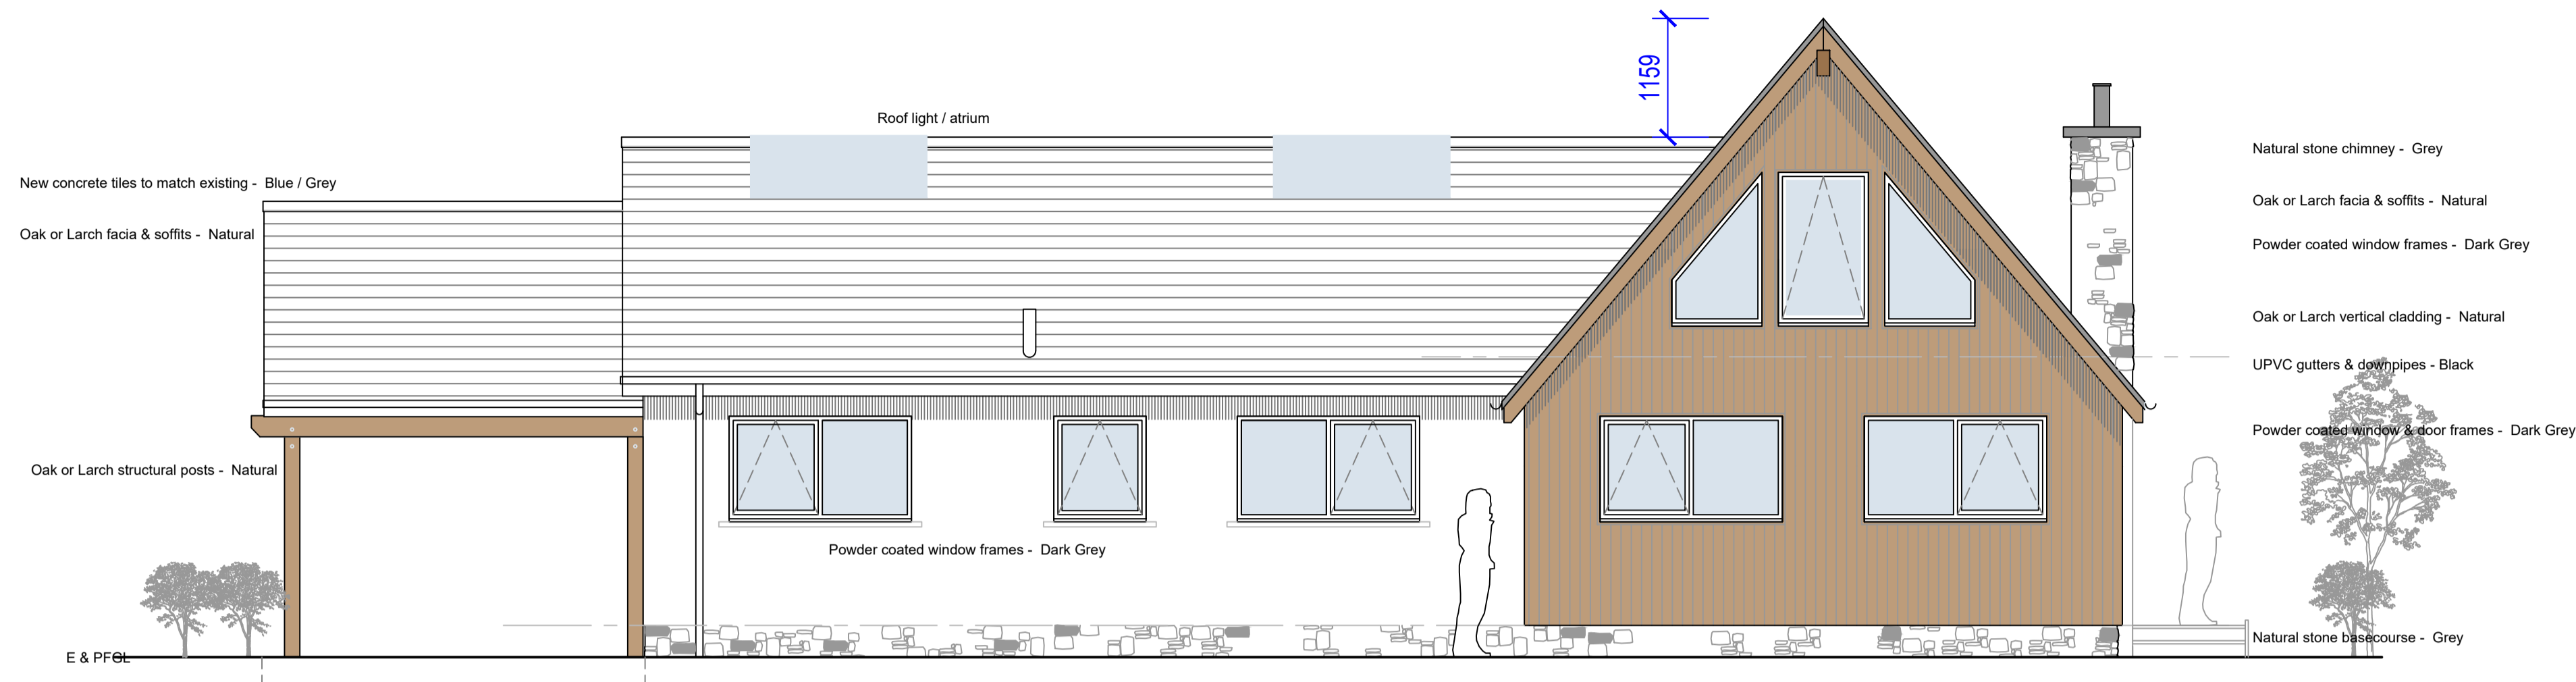 1159
Roof light / atrium
New concrete tiles to match existing - Blue / Grey
Oak or Larch facia & soffits - Natural
Oak or Larch structural posts - Natural
Powder coated window frames - Dark Grey
E & PFGL
Natural stone chimney - Grey
Oak or Larch facia & soffits - Natural
Powder coated window frames - Dark Grey
Oak or Larch vertical cladding - Natural
UPVC gutters & downpipes - Black
Powder coated window & door frames - Dark Grey
Natural stone basecourse - Grey